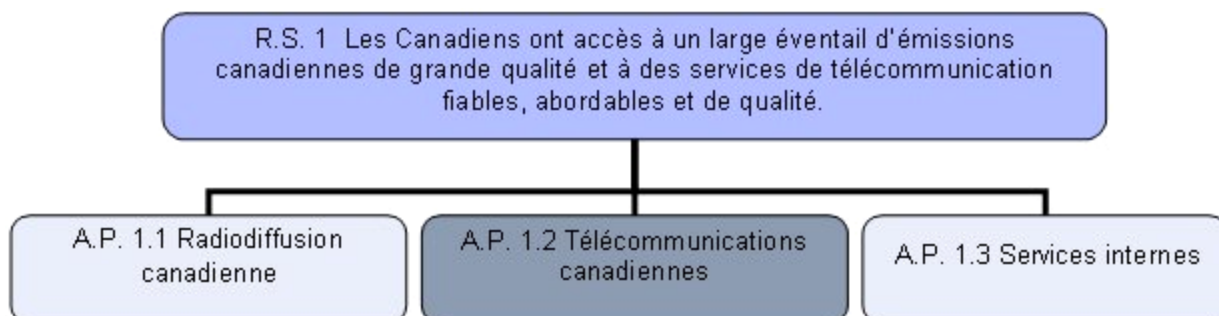 R.S. 1 Les Canadiens ont accès à un large éventail d'émissions
canadiennes de grande qualité et à des services de télécommunication
fiables, abordables et de qualité.
A.P. 1.1 Radiodiffusion
canadienne
A.P. 1.2 Télécommunications
canadiennes
A.P. 1.3 Services internes